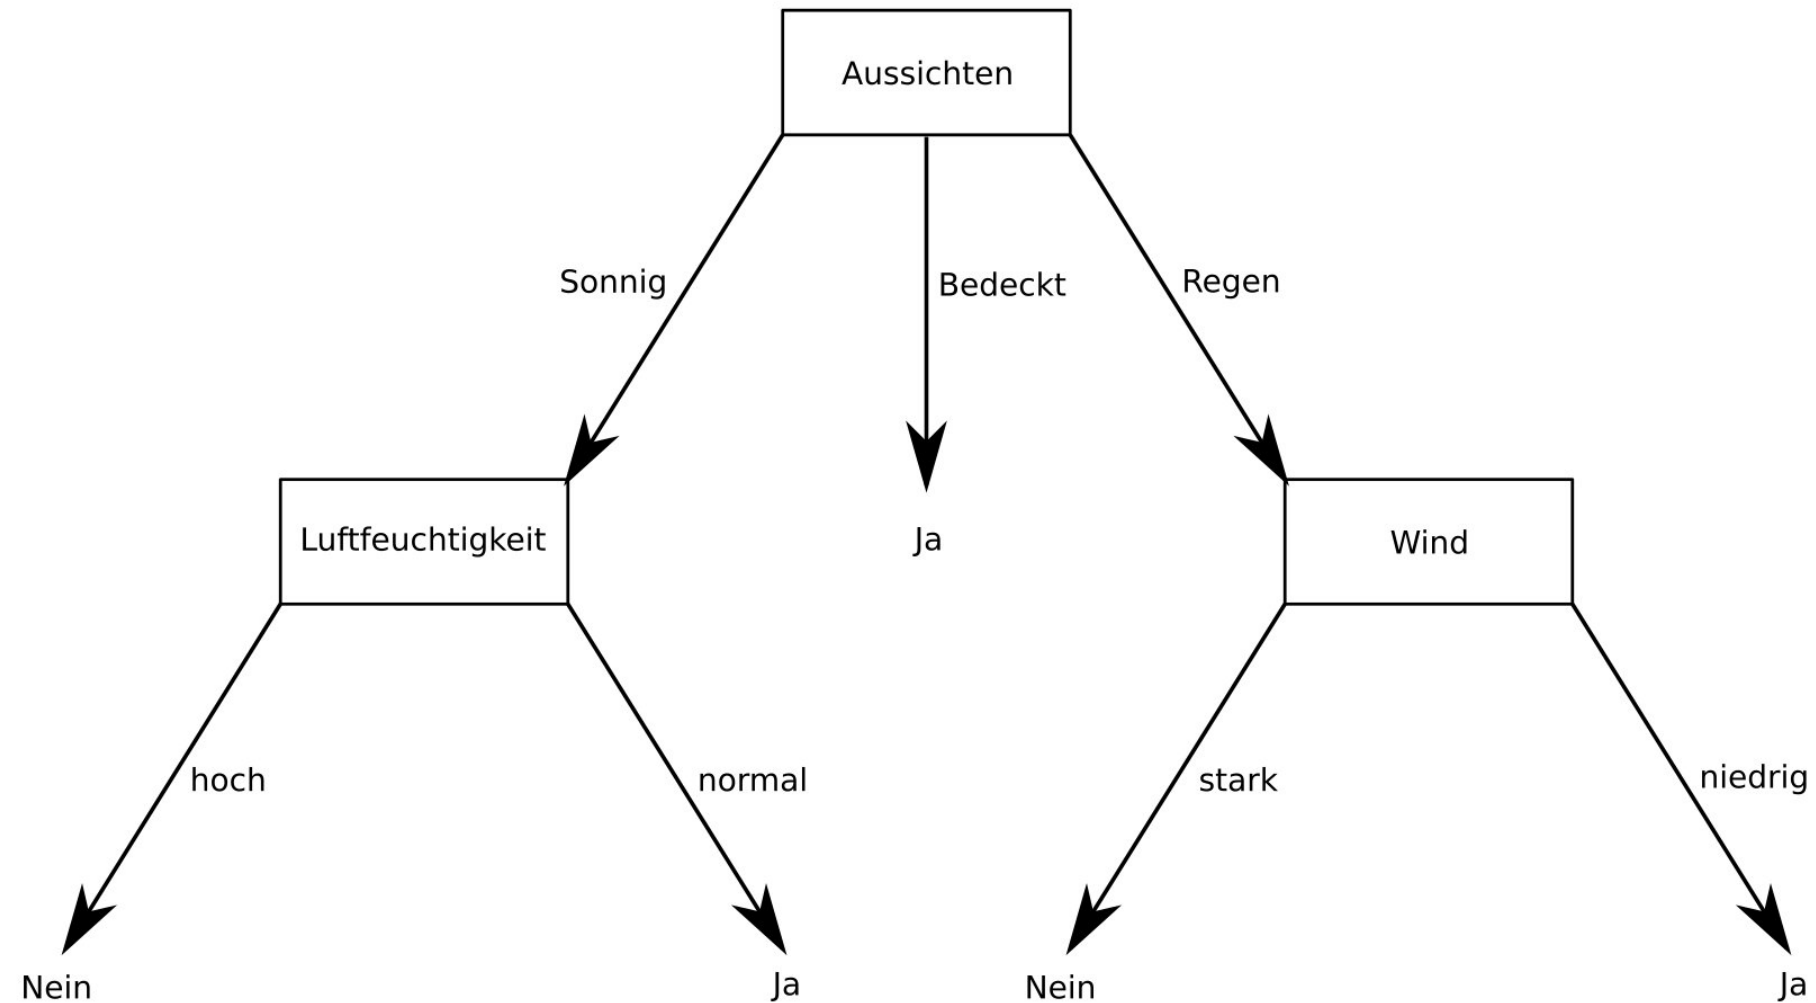 Aussichten
Sonnig
Bedeckt
Regen
Luftfeuchtigkeit
Ja
Wind
hoch
normal
stark
niedrig
Nein
Ja
Nein
Ja